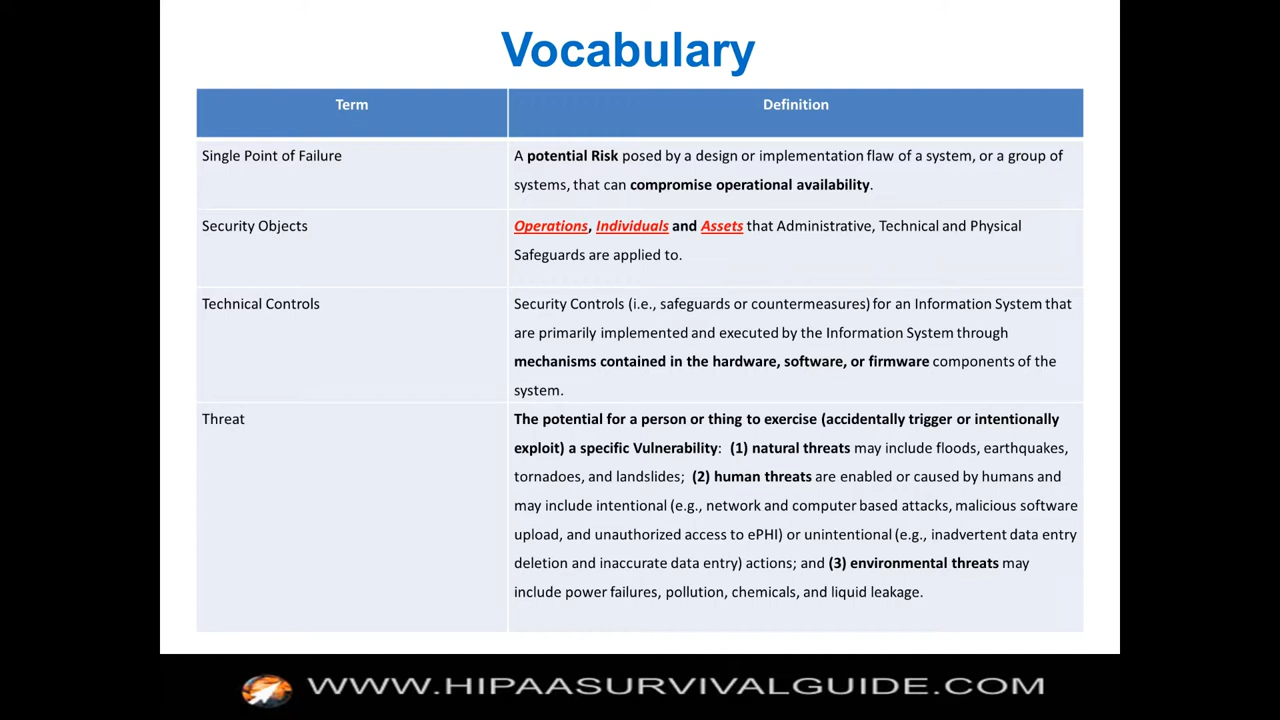 Vocabulary
Term
Definition
Single Point of Failure
A potential Risk posed by a design or implementation flaw of a system, or a group of
systems, that can compromise operational availability.
Security Objects
Operations, Individuals and Assets that Administrative, Technical and Physical
Safeguards are applied to.
Technical Controls
Security Controls (i.e., safeguards or countermeasures) for an Information System that
are primarily implemented and executed by the Information System through
mechanisms contained in the hardware, software, or firmware components of the
system.
Threat
The potential for a person or thing to exercise (accidentally trigger or intentionally
exploit) a specific Vulnerability: (1) natural threats may include floods, earthquakes,
tornadoes, and landslides; (2) human threats are enabled or caused by humans and
may include intentional (e.g., network and computer based attacks, malicious software
upload, and unauthorized access to ePHI) or unintentional (e.g., inadvertent data entry
deletion and inaccurate data entry) actions; and (3) environmental threats may
include power failures, pollution, chemicals, and liquid leakage.
WWW.HIPAASURVIVALGUIDE.COM